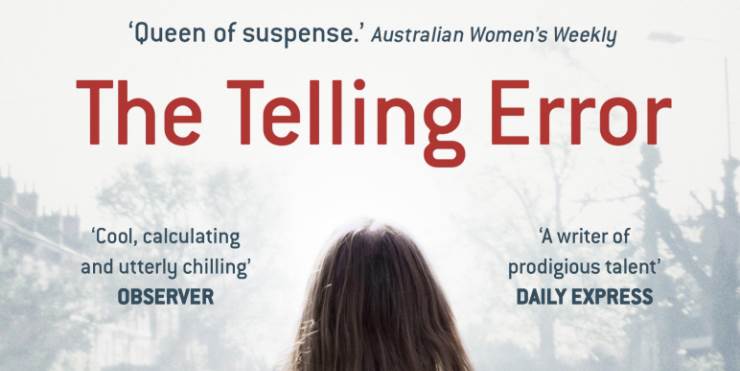 ‘Queen of suspense.’ Australian Women’s Weekly
The Telling Error
‘Cool, calculating
and utterly chilling’
OBSERVER
‘A writer of
prodigious talent’
DAILY EXPRESS